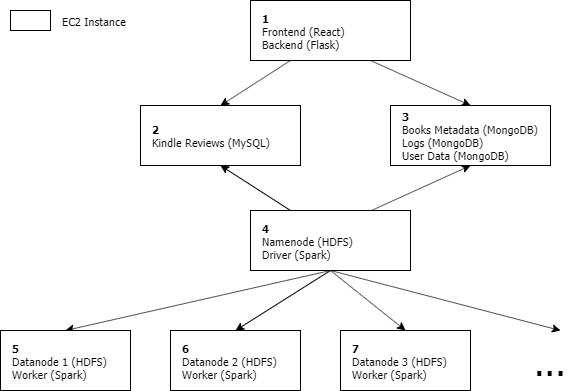 EC2 Instance
1
Frontend (React)
Backend (Flask)
2
Kindle Reviews (MySQL)
3
Books Metadata (MongoDB)
Logs (MongoDB)
User Data (MongoDB)
4
Namenode (HDFS)
Driver (Spark)
5
Datanode 1 (HDFS)
Worker (Spark)
6
Datanode 2 (HDFS)
Worker (Spark)
7
Datanode 3 (HDFS)
Worker (Spark)
...